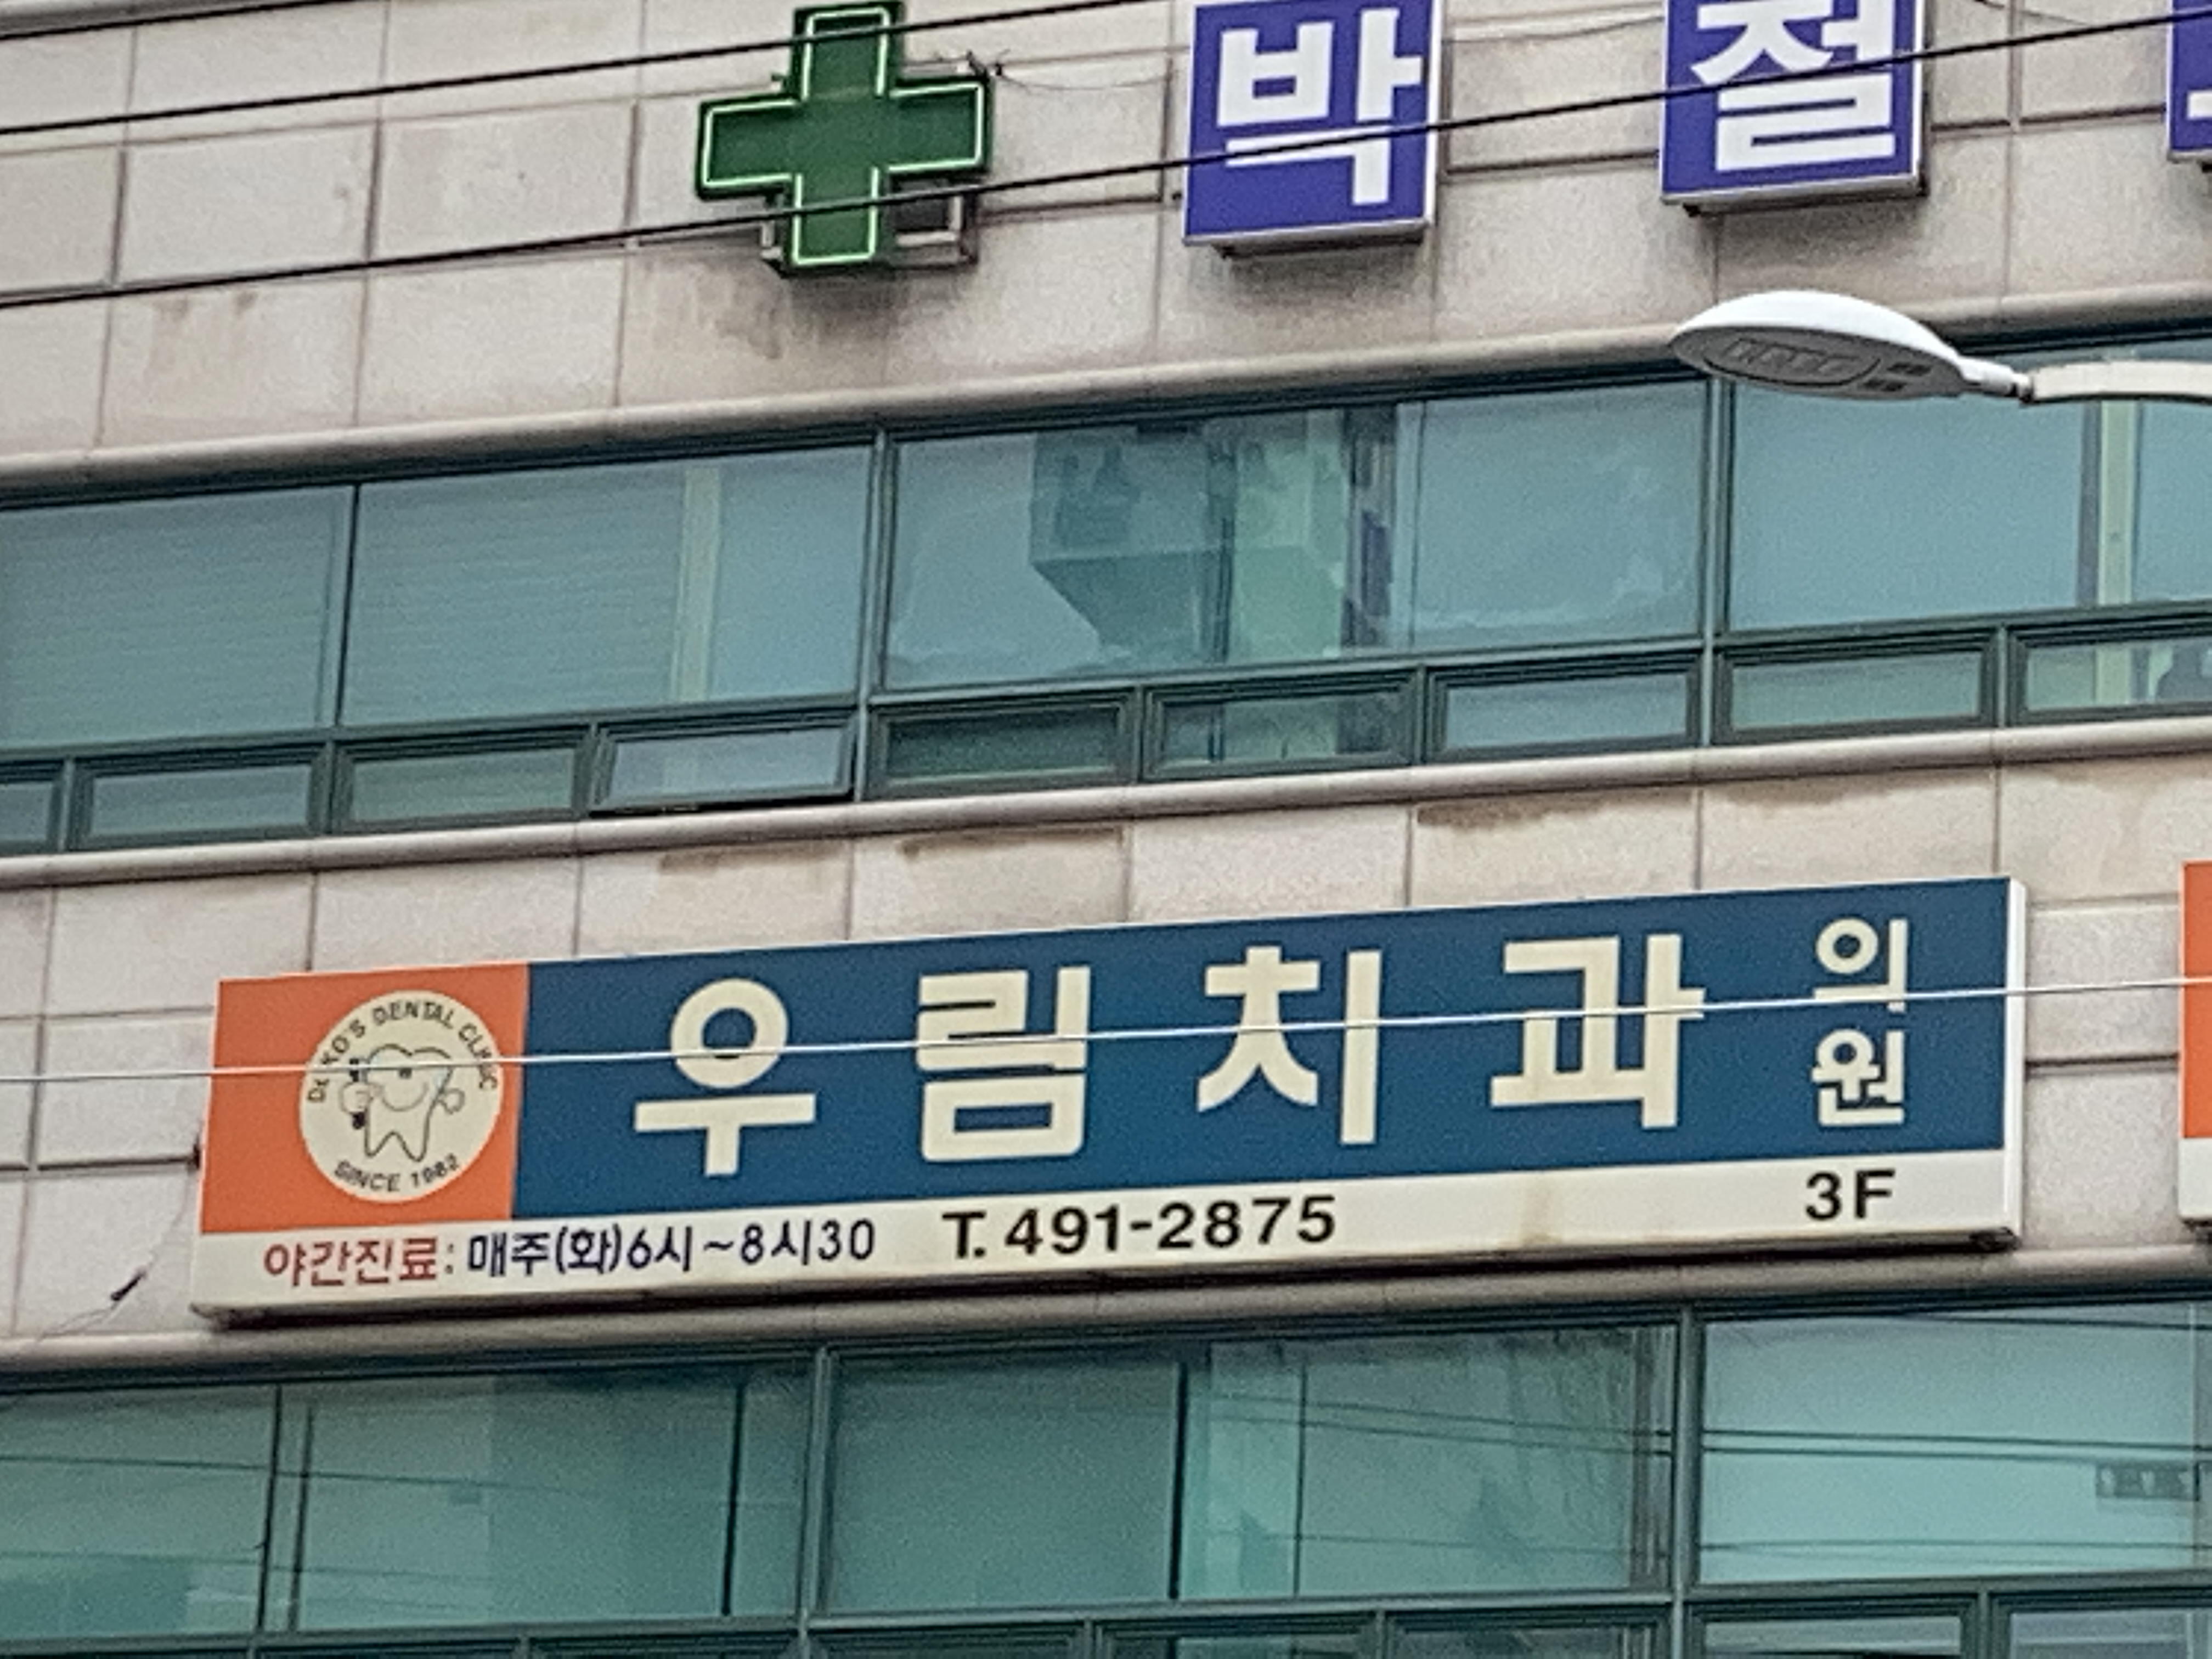 박 철
Dr. KO'S DENTAL CLINIC
SINCE 1982
우림치과 의원
야간진료: 매주(화)6시~8시30 T. 491-2875 3F